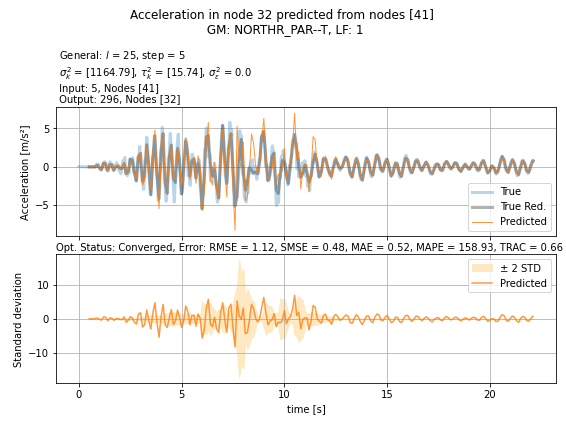 Acceleration in node 32 predicted from nodes [41]
GM: NORTHR_PAR--T, LF: 1
General: l = 25, step = 5
σ²ₖ = [1164.79], τ²ₖ = [15.74], σ²ε = 0.0
Input: 5, Nodes [41]
Output: 296, Nodes [32]
Acceleration [m/s²]
5
0
−5
True
True Red.
Predicted
Opt. Status: Converged, Error: RMSE = 1.12, SMSE = 0.48, MAE = 0.52, MAPE = 158.93, TRAC = 0.66
Standard deviation
10
0
−10
± 2 STD
Predicted
0 5 10 15 20
time [s]